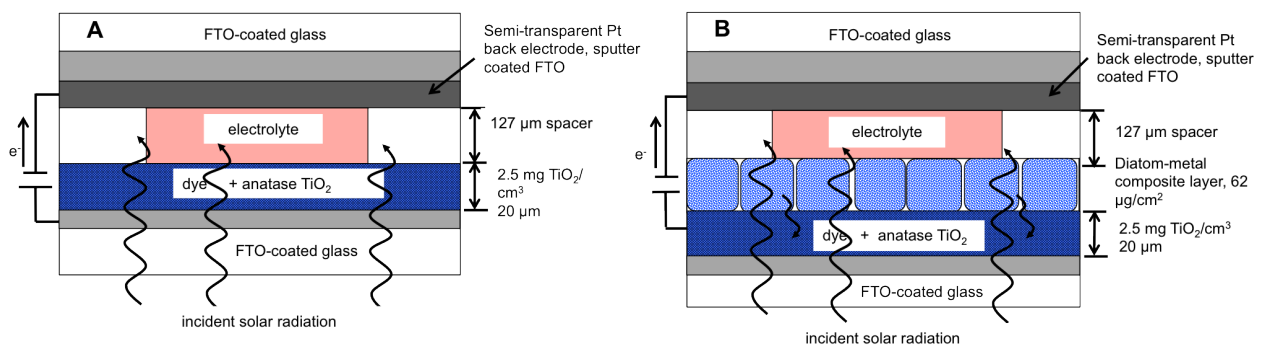 A
FTO-coated glass
Semi-transparent Pt
back electrode, sputter
coated FTO
electrolyte
127 µm spacer
e-
dye + anatase TiO2
2.5 mg TiO2/
cm3
20 µm
FTO-coated glass
incident solar radiation
B
FTO-coated glass
Semi-transparent Pt
back electrode, sputter
coated FTO
electrolyte
127 µm spacer
e-
Diatom-metal
composite layer, 62
µg/cm2
dye + anatase TiO2
2.5 mg TiO2/cm3
20 µm
FTO-coated glass
incident solar radiation